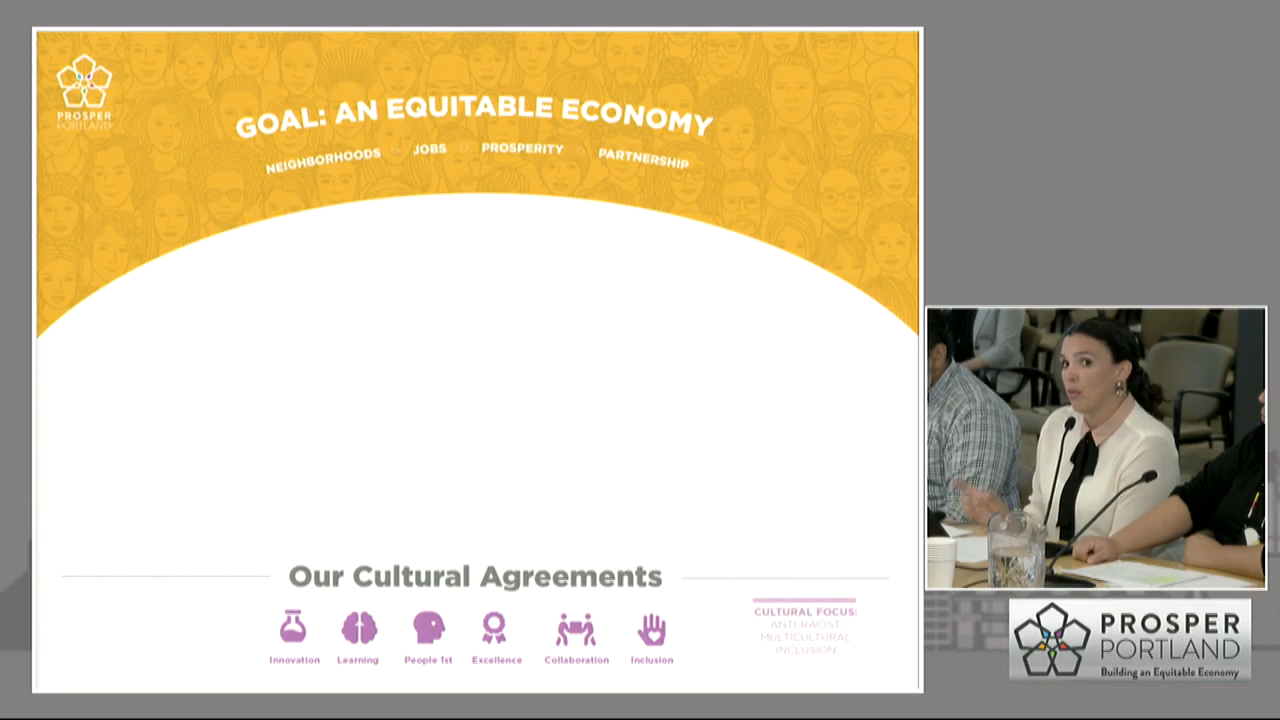 PROSPER
PORTLAND
GOAL: AN EQUITABLE ECONOMY
NEIGHBORHOODS JOBS PROSPERITY PARTNERSHIP
Our Cultural Agreements
Innovation Learning People 1st Excellence Collaboration Inclusion
CULTURAL FOCUS:
ANTI-RACIST,
MULTICULTURAL
INCLUSION
PROSPER
PORTLAND
Building an Equitable Economy